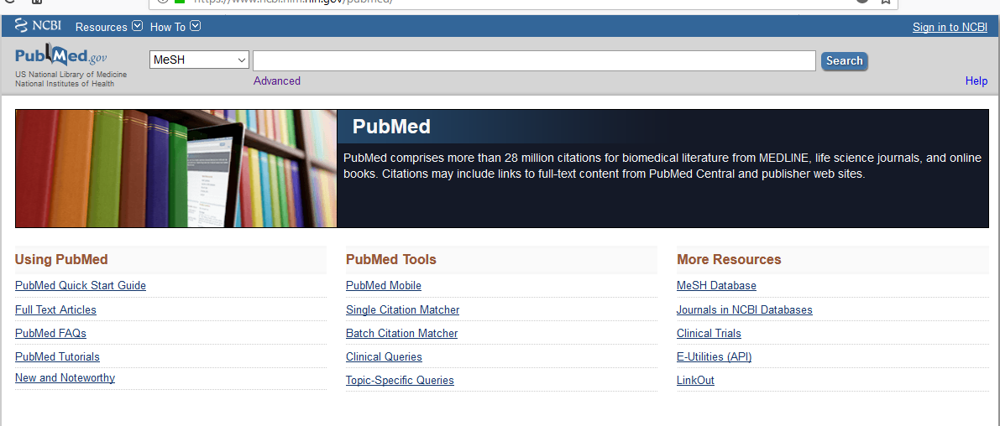 https://www.ncbi.nlm.nih.gov/pubmed/
NCBI Resources How To Sign in to NCBI
PubMed.gov
US National Library of Medicine
National Institutes of Health
MeSH
Search
Advanced
Help
PubMed
PubMed comprises more than 28 million citations for biomedical literature from MEDLINE, life science journals, and online
books. Citations may include links to full-text content from PubMed Central and publisher web sites.
Using PubMed
PubMed Quick Start Guide
Full Text Articles
PubMed FAQs
PubMed Tutorials
New and Noteworthy
PubMed Tools
PubMed Mobile
Single Citation Matcher
Batch Citation Matcher
Clinical Queries
Topic-Specific Queries
More Resources
MeSH Database
Journals in NCBI Databases
Clinical Trials
E-Utilities (API)
LinkOut